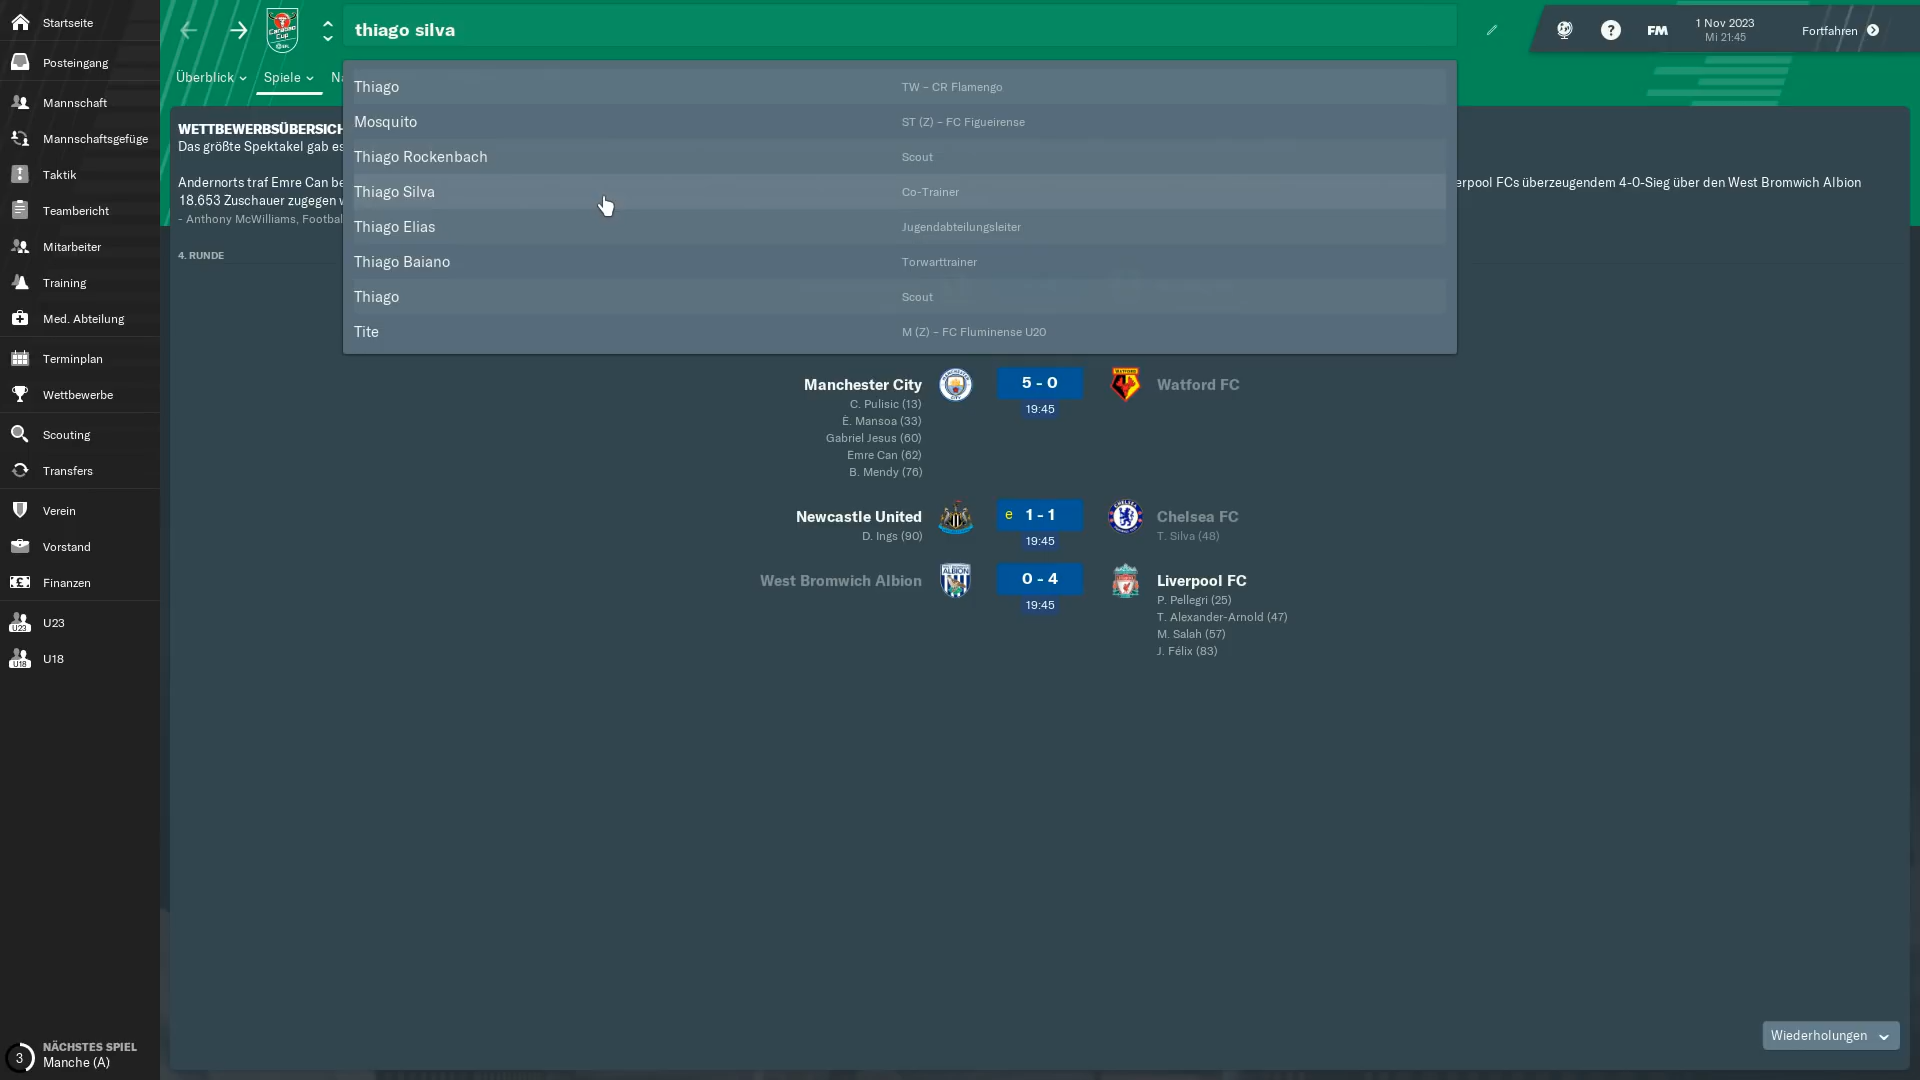 Startseite
Posteingang
Mannschaft
Mannschaftsgefüge
Taktik
Teambericht
Mitarbeiter
Training
Med. Abteilung
Terminplan
Wettbewerbe
Scouting
Transfers
Verein
Vorstand
Finanzen
U23
U23
U18
U18
3
NÄCHSTES SPIEL
Manche (A)
thiago silva
FM
1 Nov 2023
Mi 21:45
Fortfahren
Überblick
Spiele
Thiago TW - CR Flamengo
Mosquito ST (Z) - FC Figueirense
Thiago Rockenbach Scout
Thiago Silva Co-Trainer
Thiago Elias Jugendabteilungsleiter
Thiago Baiano Torwarttrainer
Thiago Scout
Tite M (Z) - FC Fluminense U20
Das größte Spektakel gab es
Andernorts traf Emre Can
FCs überzeugendem 4-0-Sieg über den West Bromwich Albion
18.653 Zuschauer zugegen
- Anthony McWilliams,
4. RUNDE
Manchester City 5 - 0 Watford FC
19:45
C. Pulisic (13)
É. Mansoa (33)
Gabriel Jesus (60)
Emre Can (62)
B. Mendy (76)
Newcastle United e 1 - 1 Chelsea FC
D. Ings (90) 19:45 T. Silva (48)
West Bromwich Albion 0 - 4 Liverpool FC
19:45
P. Pellegri (25)
T. Alexander-Arnold (47)
M. Salah (57)
J. Félix (83)
Wiederholungen